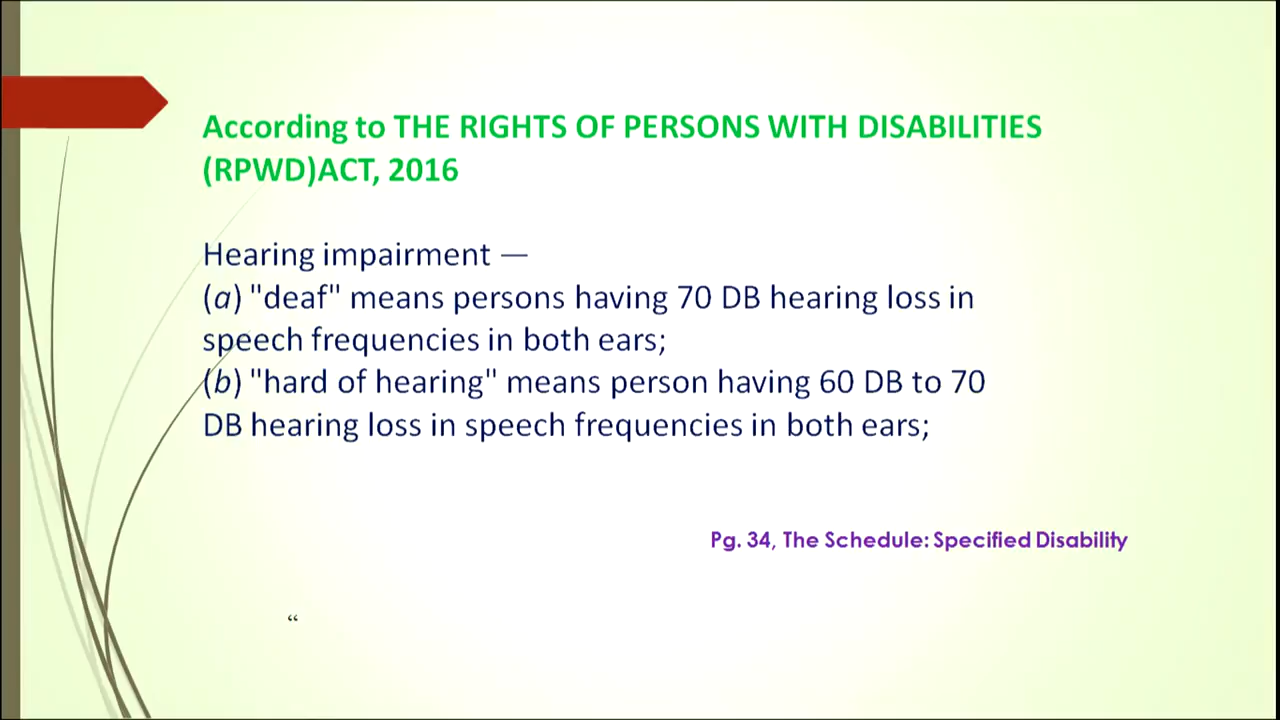 According to THE RIGHTS OF PERSONS WITH DISABILITIES
(RPWD)ACT, 2016
Hearing impairment —
(a) "deaf" means persons having 70 DB hearing loss in
speech frequencies in both ears;
(b) "hard of hearing" means person having 60 DB to 70
DB hearing loss in speech frequencies in both ears;
Pg. 34, The Schedule: Specified Disability
“